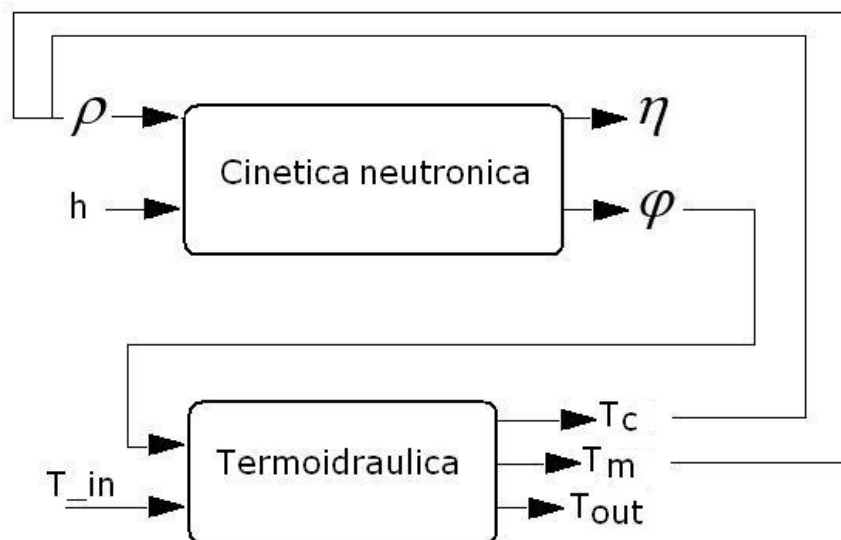 ρ
η
Cinetica neutronica
h
φ
T_in
Termoidraulica
Tc
Tm
Tout